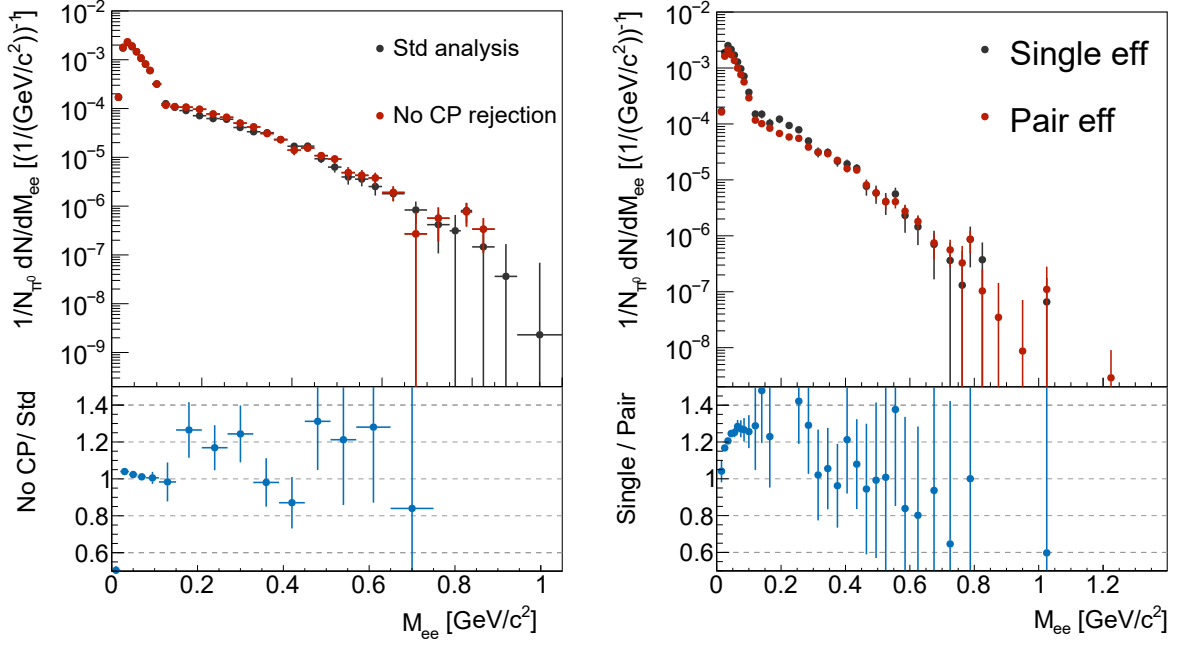 10⁻²
10⁻³
10⁻⁴
10⁻⁵
10⁻⁶
10⁻⁷
10⁻⁸
10⁻⁹
1/N_π⁰ dN/dM_ee [(1/(GeV/c²))⁻¹
Std analysis
No CP rejection
1.4
1.2
1
0.8
0.6
No CP/ Std
0 0.2 0.4 0.6 0.8 1
M_ee [GeV/c²]
10⁻²
10⁻³
10⁻⁴
10⁻⁵
10⁻⁶
10⁻⁷
10⁻⁸
1/N_π⁰ dN/dM_ee [(1/(GeV/c²))⁻¹
Single eff
Pair eff
1.4
1.2
1
0.8
0.6
Single / Pair
0 0.2 0.4 0.6 0.8 1 1.2
M_ee [GeV/c²]